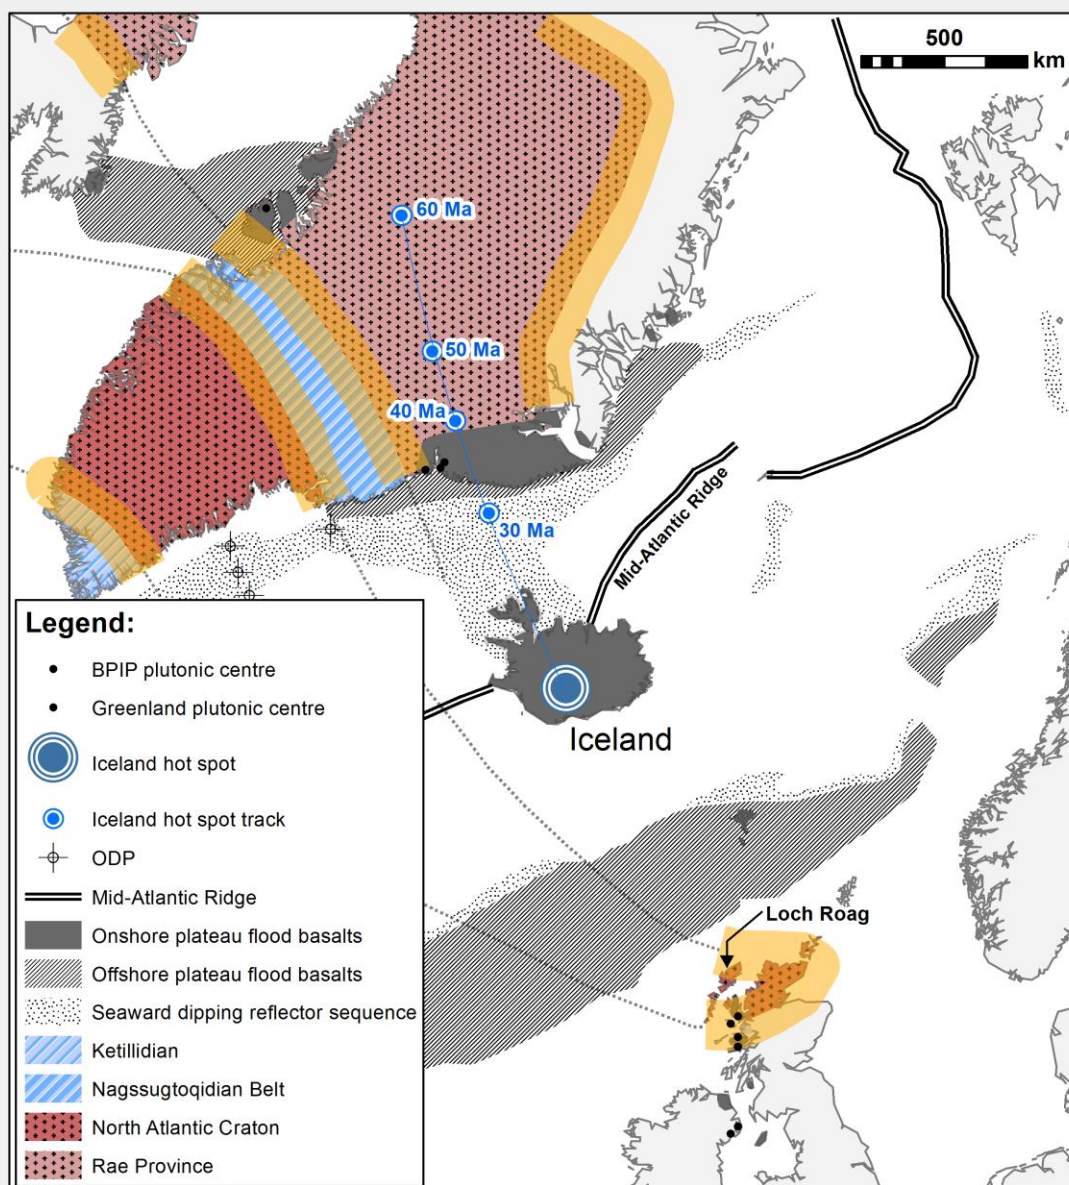 500
km
60 Ma
50 Ma
40 Ma
30 Ma
Mid-Atlantic Ridge
Iceland
Loch Roag
Legend:
BPIP plutonic centre
Greenland plutonic centre
Iceland hot spot
Iceland hot spot track
ODP
Mid-Atlantic Ridge
Onshore plateau flood basalts
Offshore plateau flood basalts
Seaward dipping reflector sequence
Ketillidian
Nagssugtoqidian Belt
North Atlantic Craton
Rae Province